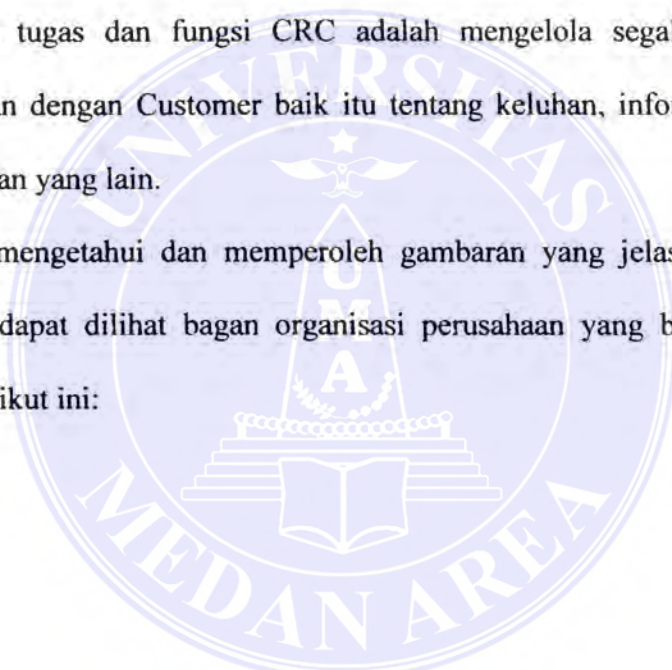 tugas dan fungsi CRC adalah mengelola sega
dengan Customer baik itu tentang keluhan, info
an yang lain.
mengetahui dan memperoleh gambaran yang jelas
dapat dilihat bagan organisasi perusahaan yang b
ikut ini:
UNIVERSITAS
UMA
MEDAN AREA